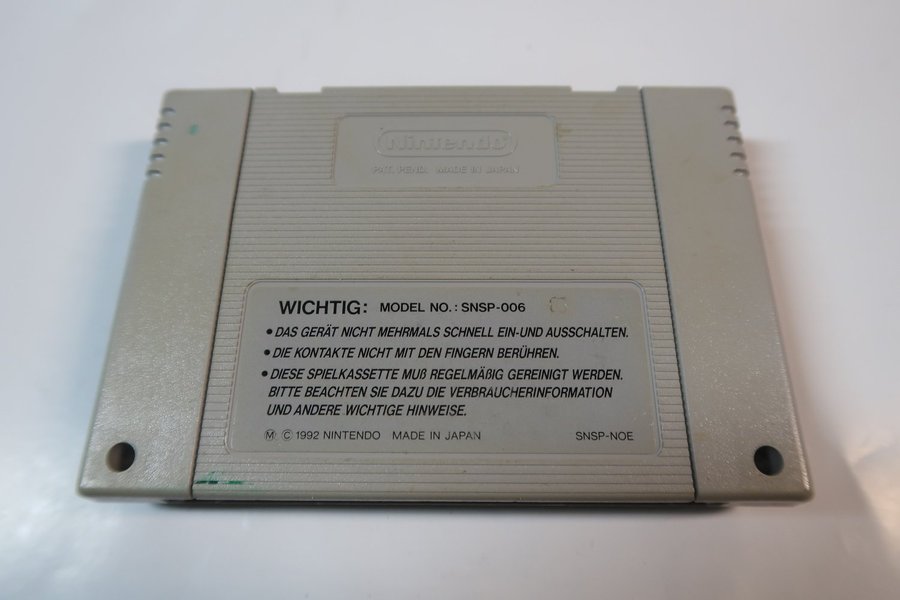 Nintendo
PAT. PEND. MADE IN JAPAN
WICHTIG: MODEL NO.: SNSP-006
• DAS GERÄT NICHT MEHRMALS SCHNELL EIN-UND AUSSCHALTEN.
• DIE KONTAKTE NICHT MIT DEN FINGERN BERÜHREN.
• DIESE SPIELKASSETTE MUß REGELMÄßIG GEREINIGT WERDEN.
BITTE BEACHTEN SIE DAZU DIE VERBRAUCHERINFORMATION
UND ANDERE WICHTIGE HINWEISE.
Ⓜ © 1992 NINTENDO MADE IN JAPAN SNSP-NOE